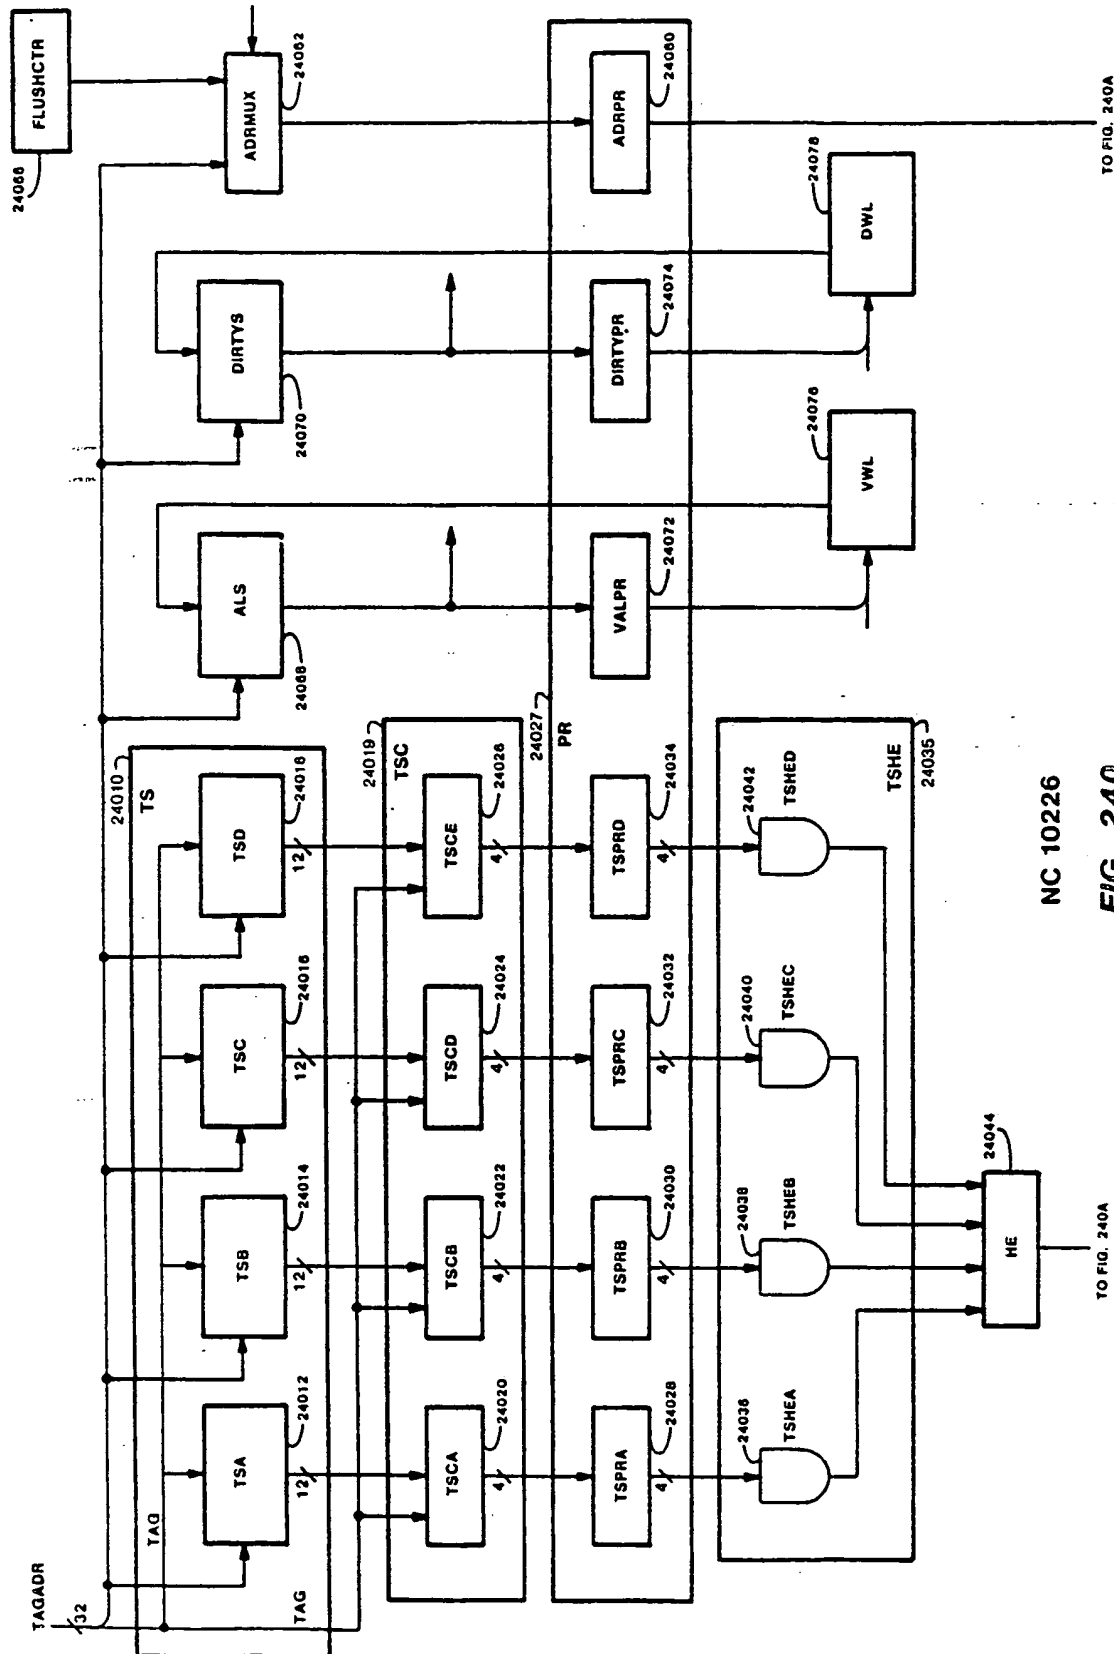 TAGADR
32
TAG
TAG
24010
TS
TSA
24012
12
TSB
24014
12
TSC
24016
12
TSD
24018
12
ALS
24068
DIRTYS
24070
ADRMUX
24062
FLUSHCTR
24066
24019
TSC
TSCA
24020
4
TSCB
24022
4
TSCD
24024
4
TSCE
24026
4
24027
PR
TSPRA
24028
4
TSPRB
24030
4
TSPRC
24032
4
TSPRD
24034
4
VALPR
24072
DIRTYPR
24074
ADRPR
24060
24036
TSHEA
24038
TSHEB
24040
TSHEC
24042
TSHED
TSHE
24035
VWL
24076
DWL
24078
HE
24044
TO FIG. 240A
TO FIG. 240A
NC 10226
FIG. 240